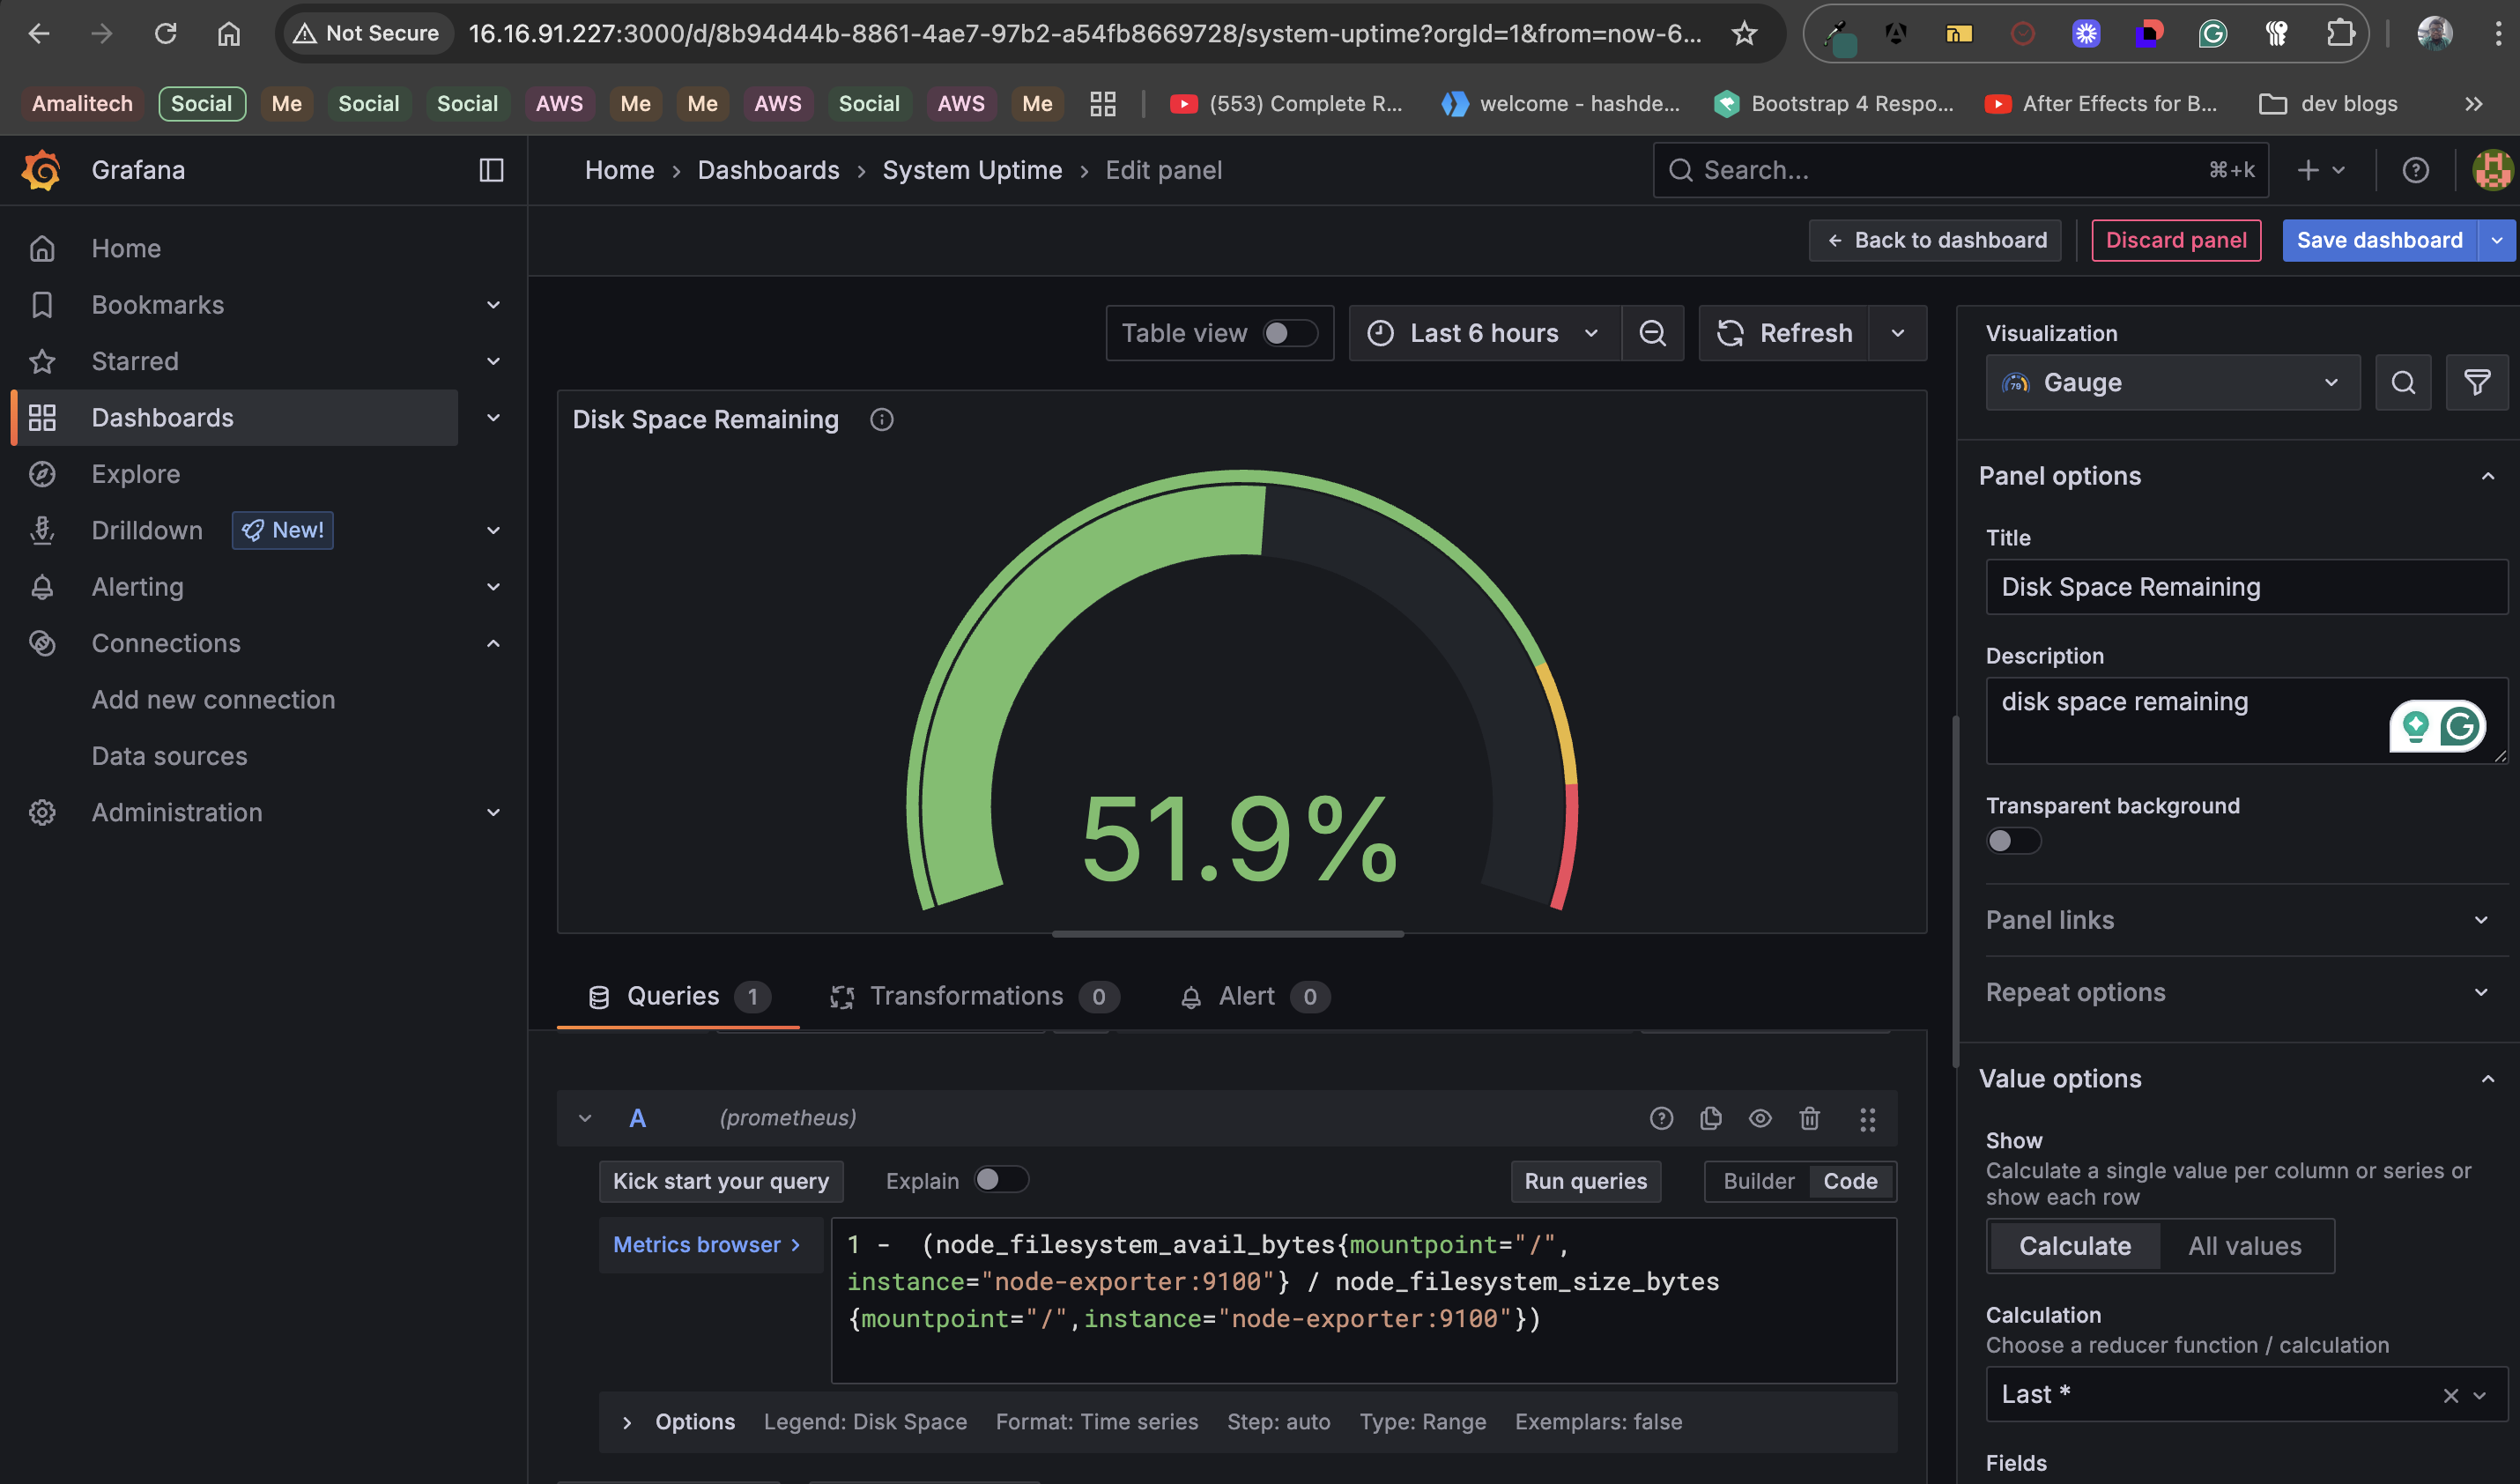 Not Secure
16.16.91.227:3000/d/8b94d44b-8861-4ae7-97b2-a54fb8669728/system-uptime?orgId=1&from=now-6...
Amalitech
Social
Me
Social
Social
AWS
Me
Me
AWS
Social
AWS
Me
(553) Complete R...
welcome - hashde...
Bootstrap 4 Respo...
After Effects for B...
dev blogs
Grafana
Home › Dashboards › System Uptime › Edit panel
Search...
⌘+k
Back to dashboard
Discard panel
Save dashboard
Home
Bookmarks
Starred
Dashboards
Explore
Drilldown
New!
Alerting
Connections
Add new connection
Data sources
Administration
Table view
Last 6 hours
Refresh
Disk Space Remaining
51.9%
Queries 1
Transformations 0
Alert 0
A
(prometheus)
Kick start your query
Explain
Run queries
Builder
Code
Metrics browser
1 -  (node_filesystem_avail_bytes{mountpoint="/",
instance="node-exporter:9100"} / node_filesystem_size_bytes
{mountpoint="/",instance="node-exporter:9100"})
Options
Legend: Disk Space
Format: Time series
Step: auto
Type: Range
Exemplars: false
Visualization
79
Gauge
Panel options
Title
Disk Space Remaining
Description
disk space remaining
Transparent background
Panel links
Repeat options
Value options
Show
Calculate a single value per column or series or
show each row
Calculate
All values
Calculation
Choose a reducer function / calculation
Last *
Fields